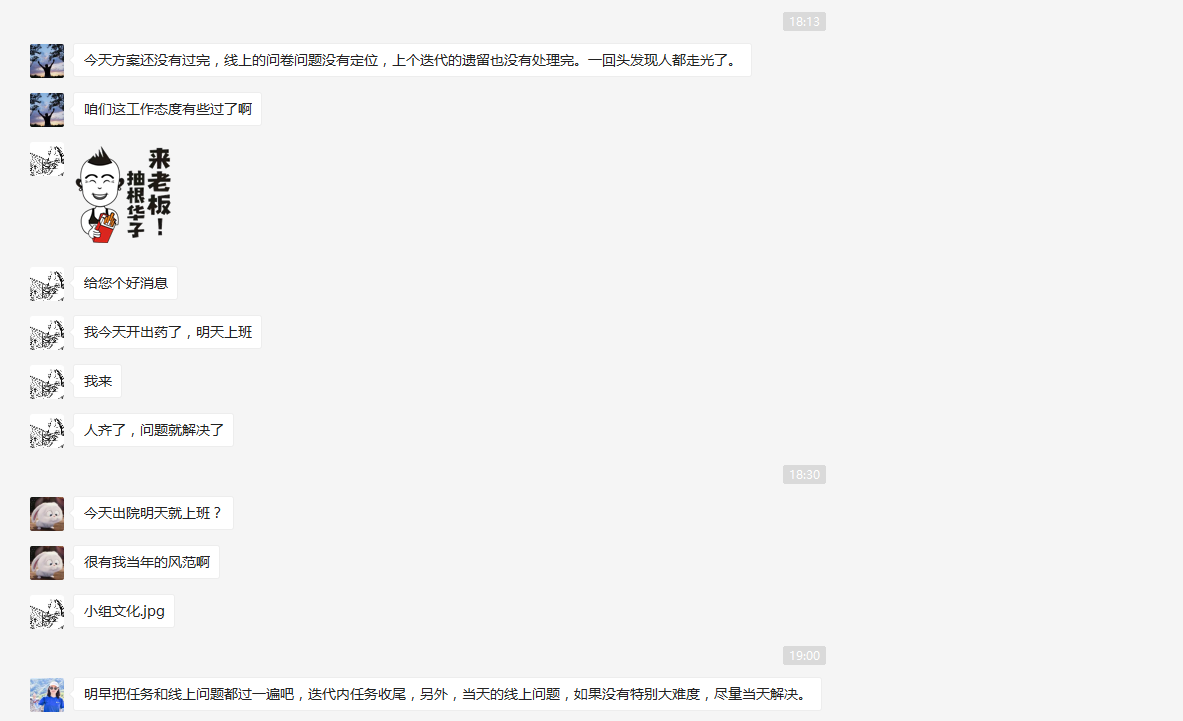 18:13
今天方案还没有过完，线上的问卷问题没有定位，上个迭代的遗留也没有处理完。一回头发现人都走光了。
咱们这工作态度有些过了啊
来老板！
抽根华子
给您个好消息
我今天开出药了，明天上班
我来
人齐了，问题就解决了
18:30
今天出院明天就上班？
很有我当年的风范啊
小组文化.jpg
19:00
明早把任务和线上问题都过一遍吧，迭代内任务收尾，另外，当天的线上问题，如果没有特别大难度，尽量当天解决。